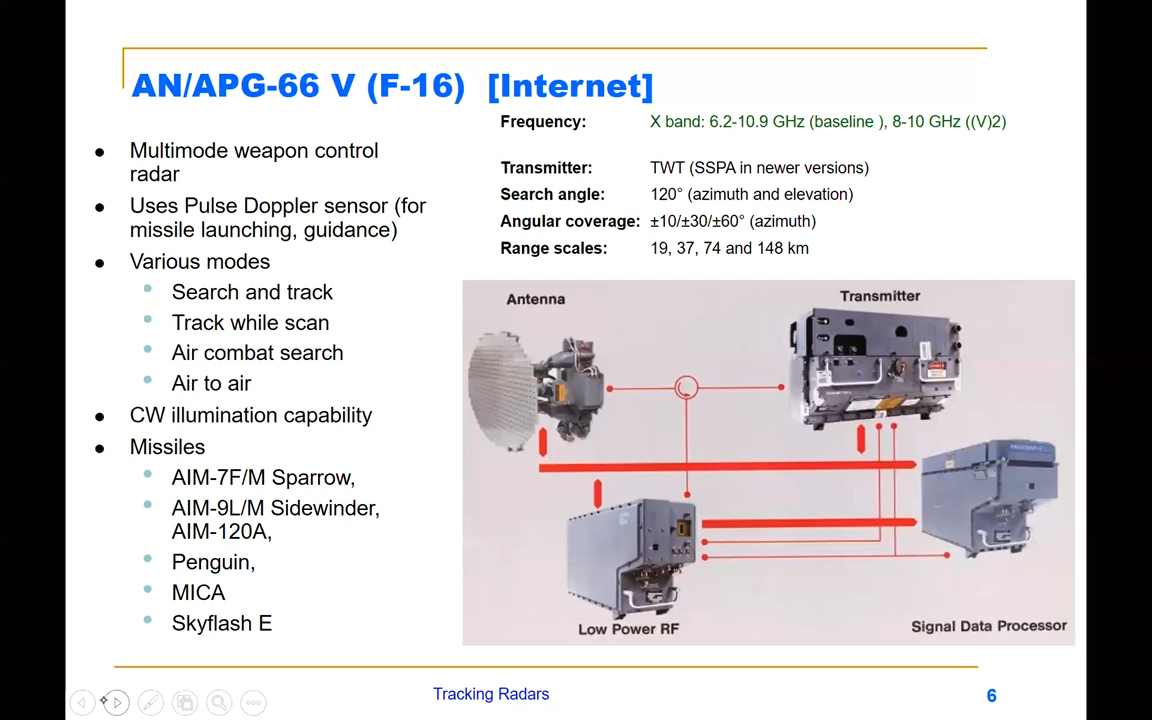 AN/APG-66 V (F-16) [Internet]
Multimode weapon control
radar
Uses Pulse Doppler sensor (for
missile launching, guidance)
Various modes
Search and track
Track while scan
Air combat search
Air to air
CW illumination capability
Missiles
AIM-7F/M Sparrow,
AIM-9L/M Sidewinder,
AIM-120A,
Penguin,
MICA
Skyflash E
Frequency: X band: 6.2-10.9 GHz (baseline ), 8-10 GHz ((V)2)
Transmitter: TWT (SSPA in newer versions)
Search angle: 120° (azimuth and elevation)
Angular coverage: ±10/±30/±60° (azimuth)
Range scales: 19, 37, 74 and 148 km
Antenna
Transmitter
Low Power RF
Signal Data Processor
Tracking Radars
6